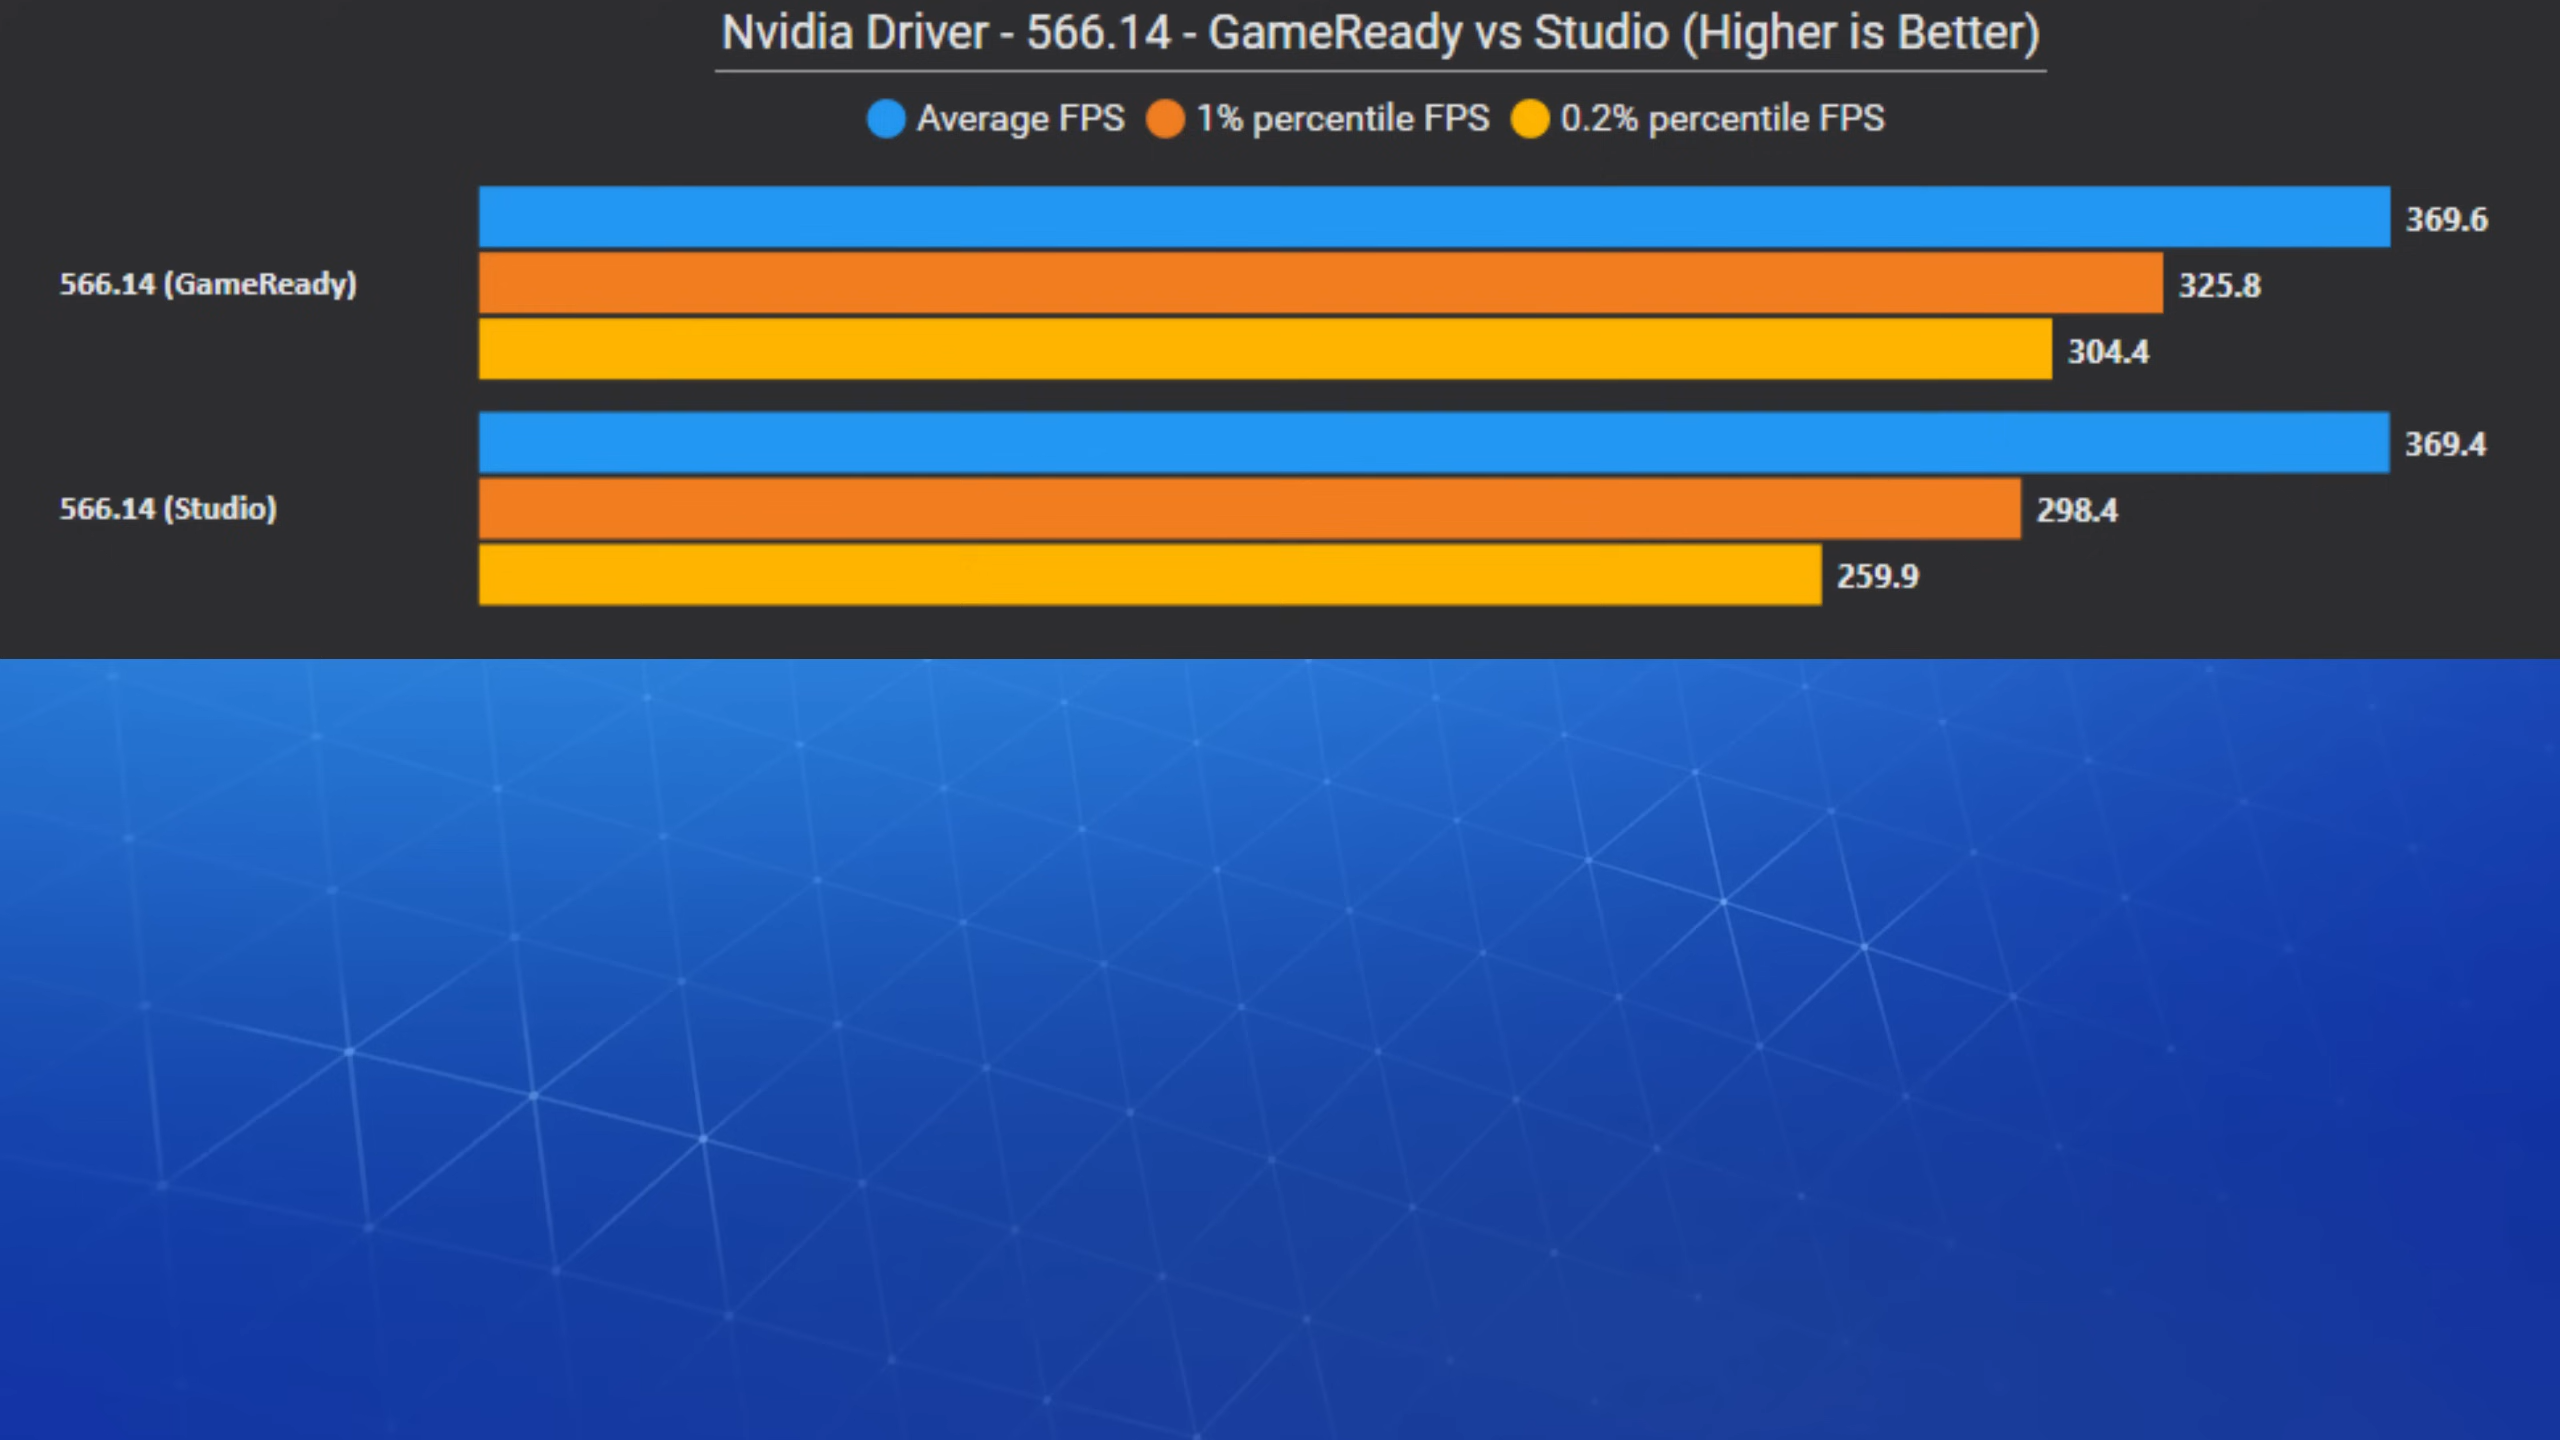 Nvidia Driver - 566.14 - GameReady vs Studio (Higher is Better)
Average FPS 1% percentile FPS 0.2% percentile FPS
369.6
566.14 (GameReady) 325.8
304.4
369.4
566.14 (Studio) 298.4
259.9